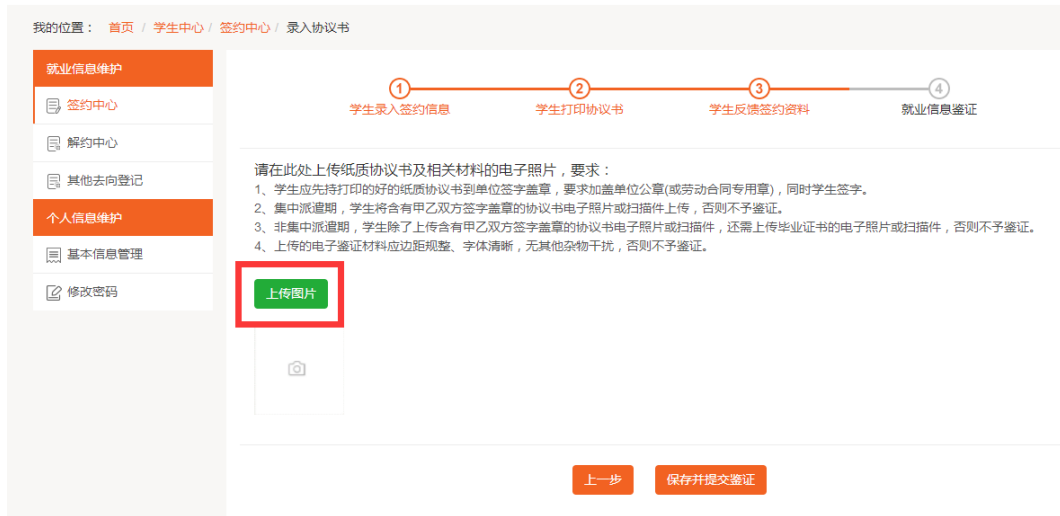 我的位置： 首页 / 学生中心 / 签约中心 / 录入协议书
就业信息维护
签约中心
解约中心
其他去向登记
个人信息维护
基本信息管理
修改密码
1 2 3 4
学生录入签约信息 学生打印协议书 学生反馈签约资料 就业信息鉴证
请在此处上传纸质协议书及相关材料的电子照片，要求：
1、学生应先持打印的好的纸质协议书到单位签字盖章，要求加盖单位公章(或劳动合同专用章)，同时学生签字。
2、集中派遣期，学生将含有甲乙双方签字盖章的协议书电子照片或扫描件上传，否则不予鉴证。
3、非集中派遣期，学生除了上传含有甲乙双方签字盖章的协议书电子照片或扫描件，还需上传毕业证书的电子照片或扫描件，否则不予鉴证。
4、上传的电子鉴证材料应边距规整、字体清晰，无其他杂物干扰，否则不予鉴证。
上传图片
上一步 保存并提交鉴证